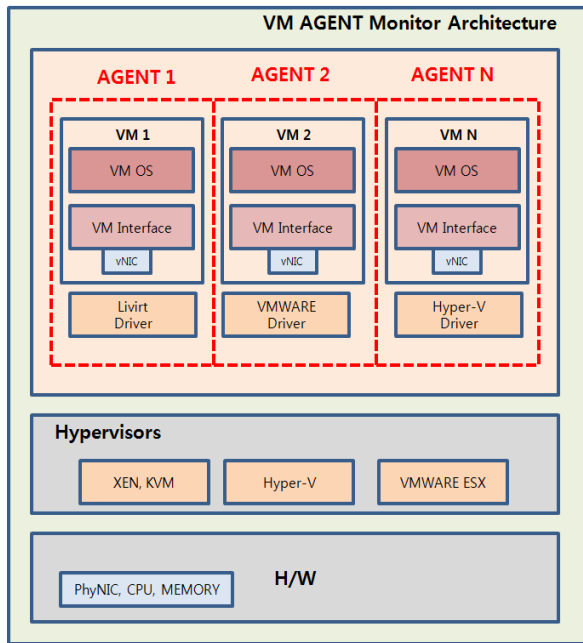 VM AGENT Monitor Architecture
AGENT 1
AGENT 2
AGENT N
VM 1
VM 2
VM N
VM OS
VM OS
VM OS
VM Interface
VM Interface
VM Interface
vNIC
vNIC
vNIC
Livirt
Driver
VMWARE
Driver
Hyper-V
Driver
Hypervisors
XEN, KVM
Hyper-V
VMWARE ESX
H/W
PhyNIC, CPU, MEMORY